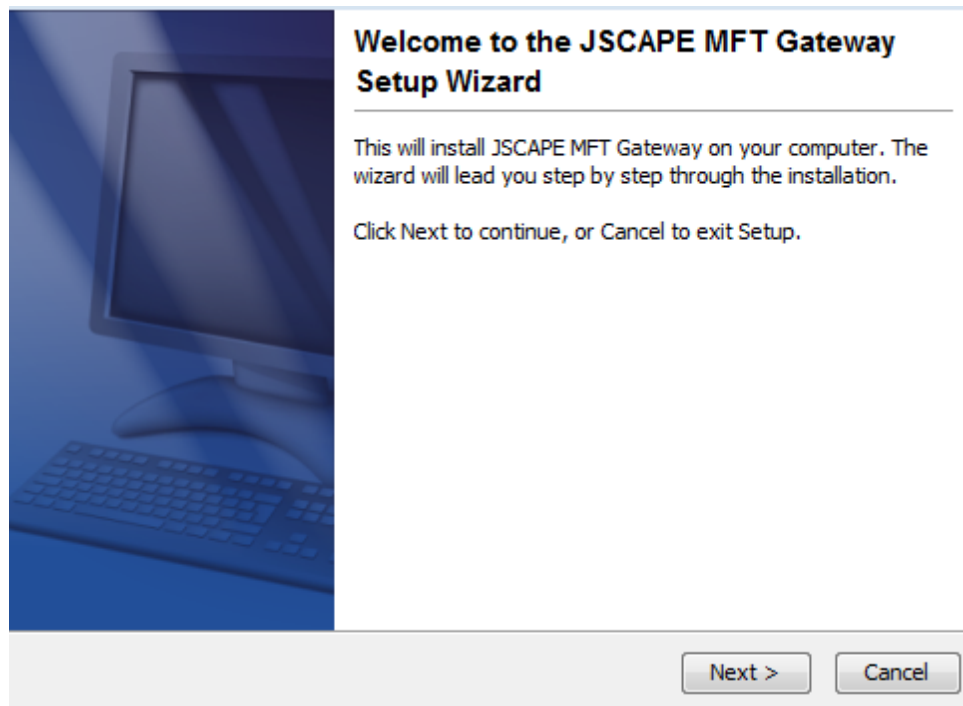 Welcome to the JSCAPE MFT Gateway
Setup Wizard
This will install JSCAPE MFT Gateway on your computer. The
wizard will lead you step by step through the installation.
Click Next to continue, or Cancel to exit Setup.
Next >
Cancel